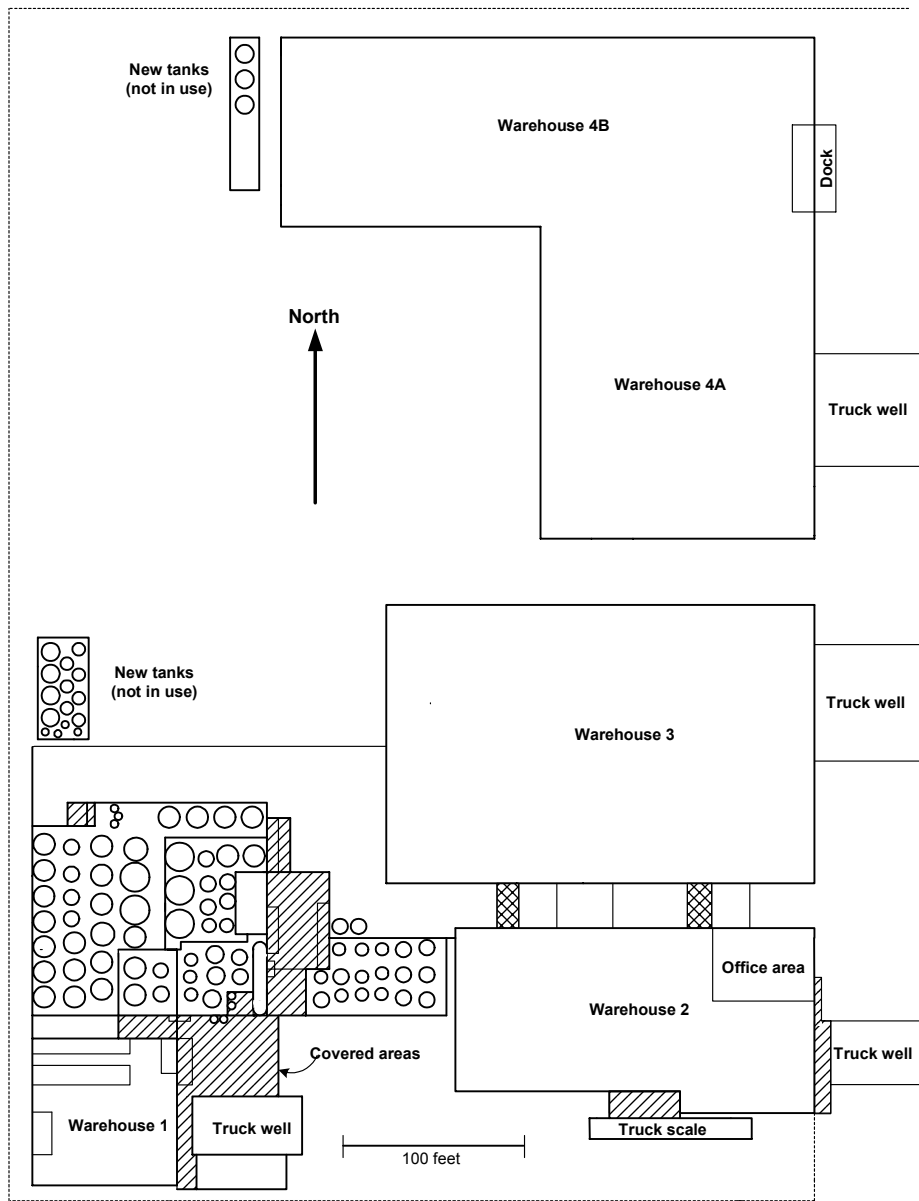 New tanks
(not in use)
Warehouse 4B
Dock
North
Warehouse 4A
Truck well
New tanks
(not in use)
Truck well
Warehouse 3
Office area
Warehouse 2
Covered areas
Truck well
Warehouse 1
Truck well
Truck scale
100 feet